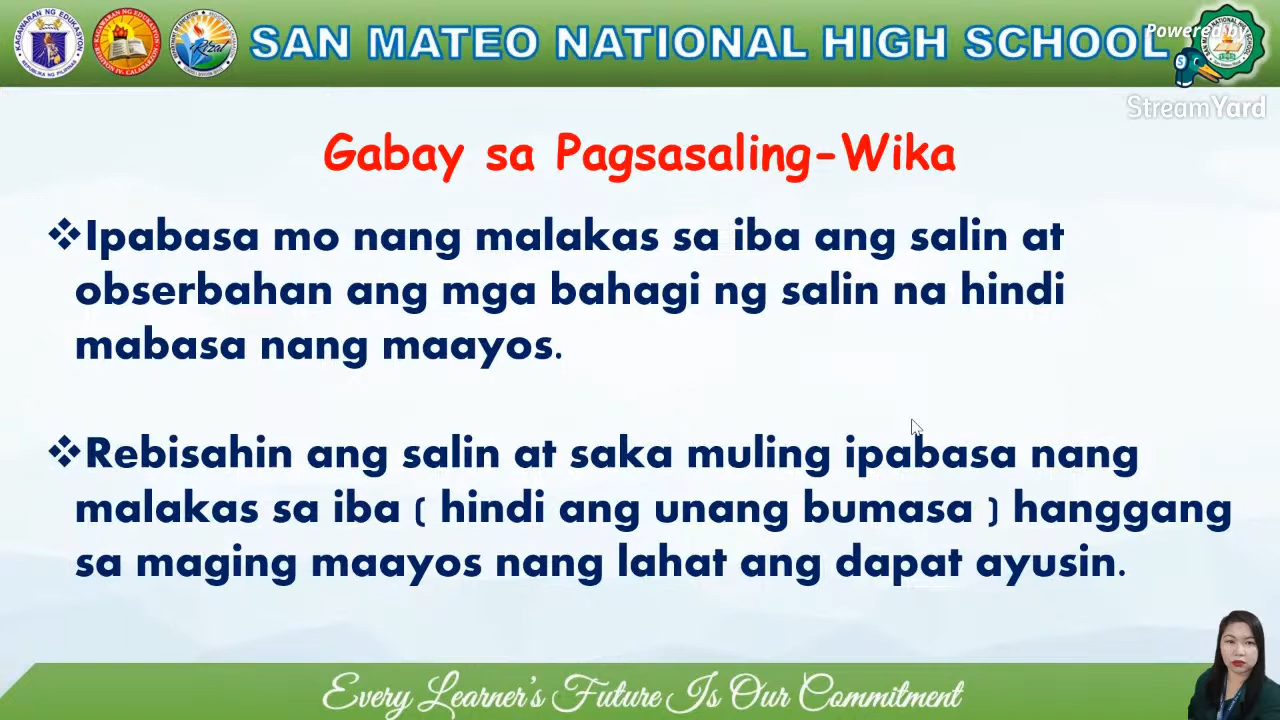 SAN MATEO NATIONAL HIGH SCHOOL
Powered by
StreamYard
Gabay sa Pagsasaling-Wika
❖Ipabasa mo nang malakas sa iba ang salin at
obserbahan ang mga bahagi ng salin na hindi
mabasa nang maayos.
❖Rebisahin ang salin at saka muling ipabasa nang
malakas sa iba ( hindi ang unang bumasa ) hanggang
sa maging maayos nang lahat ang dapat ayusin.
Every Learner's Future Is Our Commitment